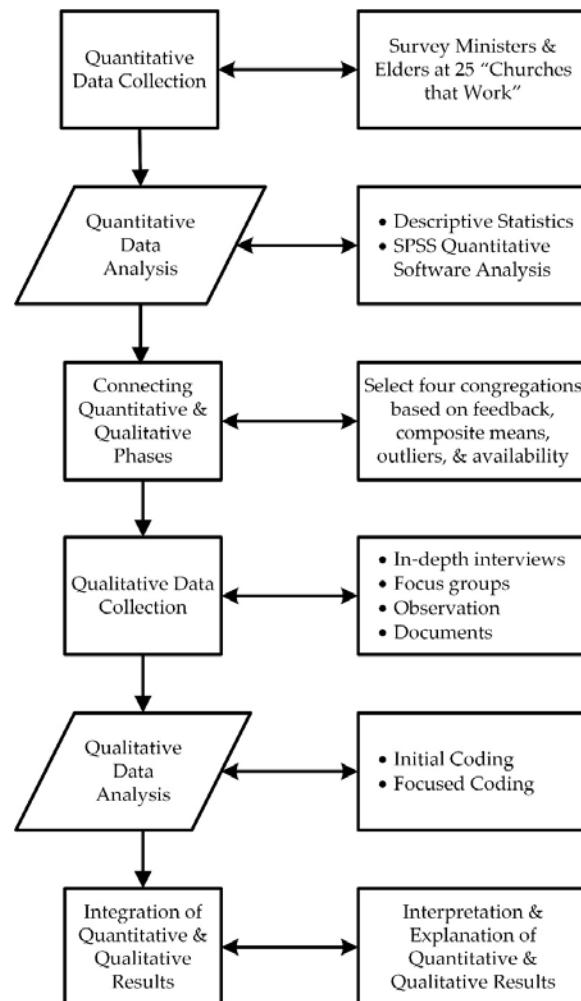 Quantitative
Data Collection
Survey Ministers &
Elders at 25 “Churches
that Work”
Quantitative
Data
Analysis
• Descriptive Statistics
• SPSS Quantitative
Software Analysis
Connecting
Quantitative &
Qualitative
Phases
Select four congregations
based on feedback,
composite means,
outliers, & availability
Qualitative Data
Collection
• In-depth interviews
• Focus groups
• Observation
• Documents
Qualitative
Data
Analysis
• Initial Coding
• Focused Coding
Integration of
Quantitative &
Qualitative
Results
Interpretation &
Explanation of
Quantitative &
Qualitative Results